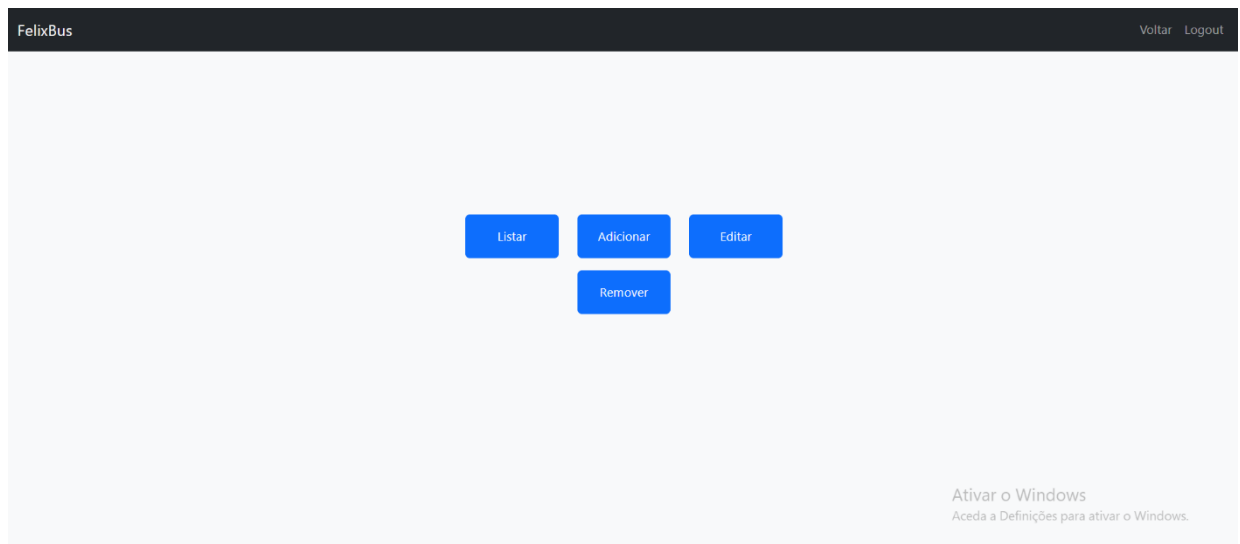 FelixBus
Voltar Logout
Listar Adicionar Editar
Remover
Ativar o Windows
Aceda a Definições para ativar o Windows.